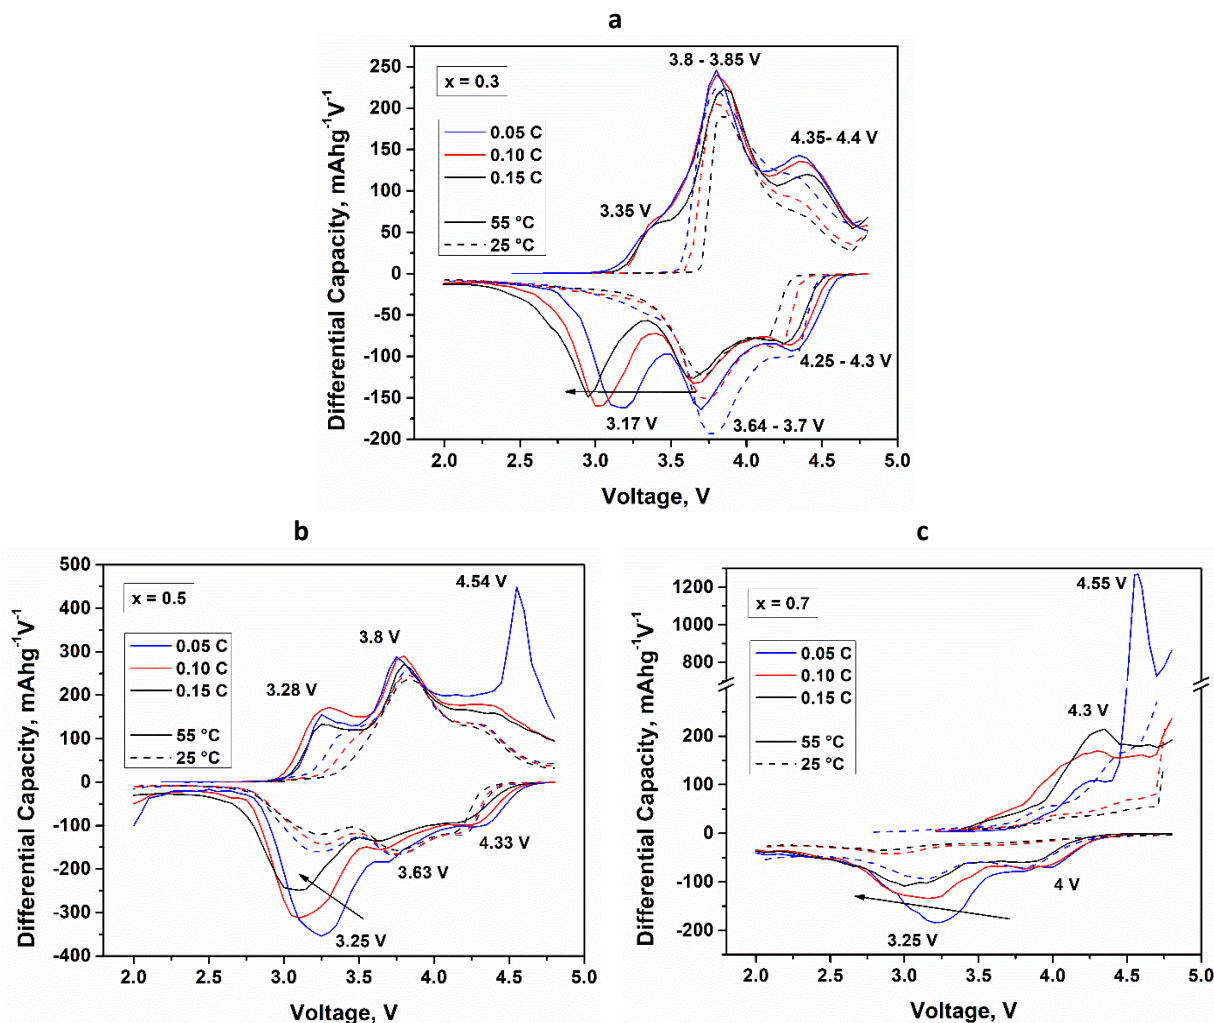 a
x = 0.3
0.05 C
0.10 C
0.15 C
55 °C
25 °C
3.8 - 3.85 V
4.35- 4.4 V
3.35 V
4.25 - 4.3 V
3.17 V
3.64 - 3.7 V
250
200
150
100
50
0
-50
-100
-150
-200
2.0 2.5 3.0 3.5 4.0 4.5 5.0
Differential Capacity, mAhg⁻¹V⁻¹
Voltage, V
b
x = 0.5
0.05 C
0.10 C
0.15 C
55 °C
25 °C
4.54 V
3.8 V
3.28 V
4.33 V
3.63 V
3.25 V
500
400
300
200
100
0
-100
-200
-300
-400
2.0 2.5 3.0 3.5 4.0 4.5 5.0
Differential Capacity, mAhg⁻¹V⁻¹
Voltage, V
c
x = 0.7
0.05 C
0.10 C
0.15 C
55 °C
25 °C
4.55 V
4.3 V
4 V
3.25 V
1200
1000
800
200
100
0
-100
-200
2.0 2.5 3.0 3.5 4.0 4.5 5.0
Differential Capacity, mAhg⁻¹V⁻¹
Voltage, V